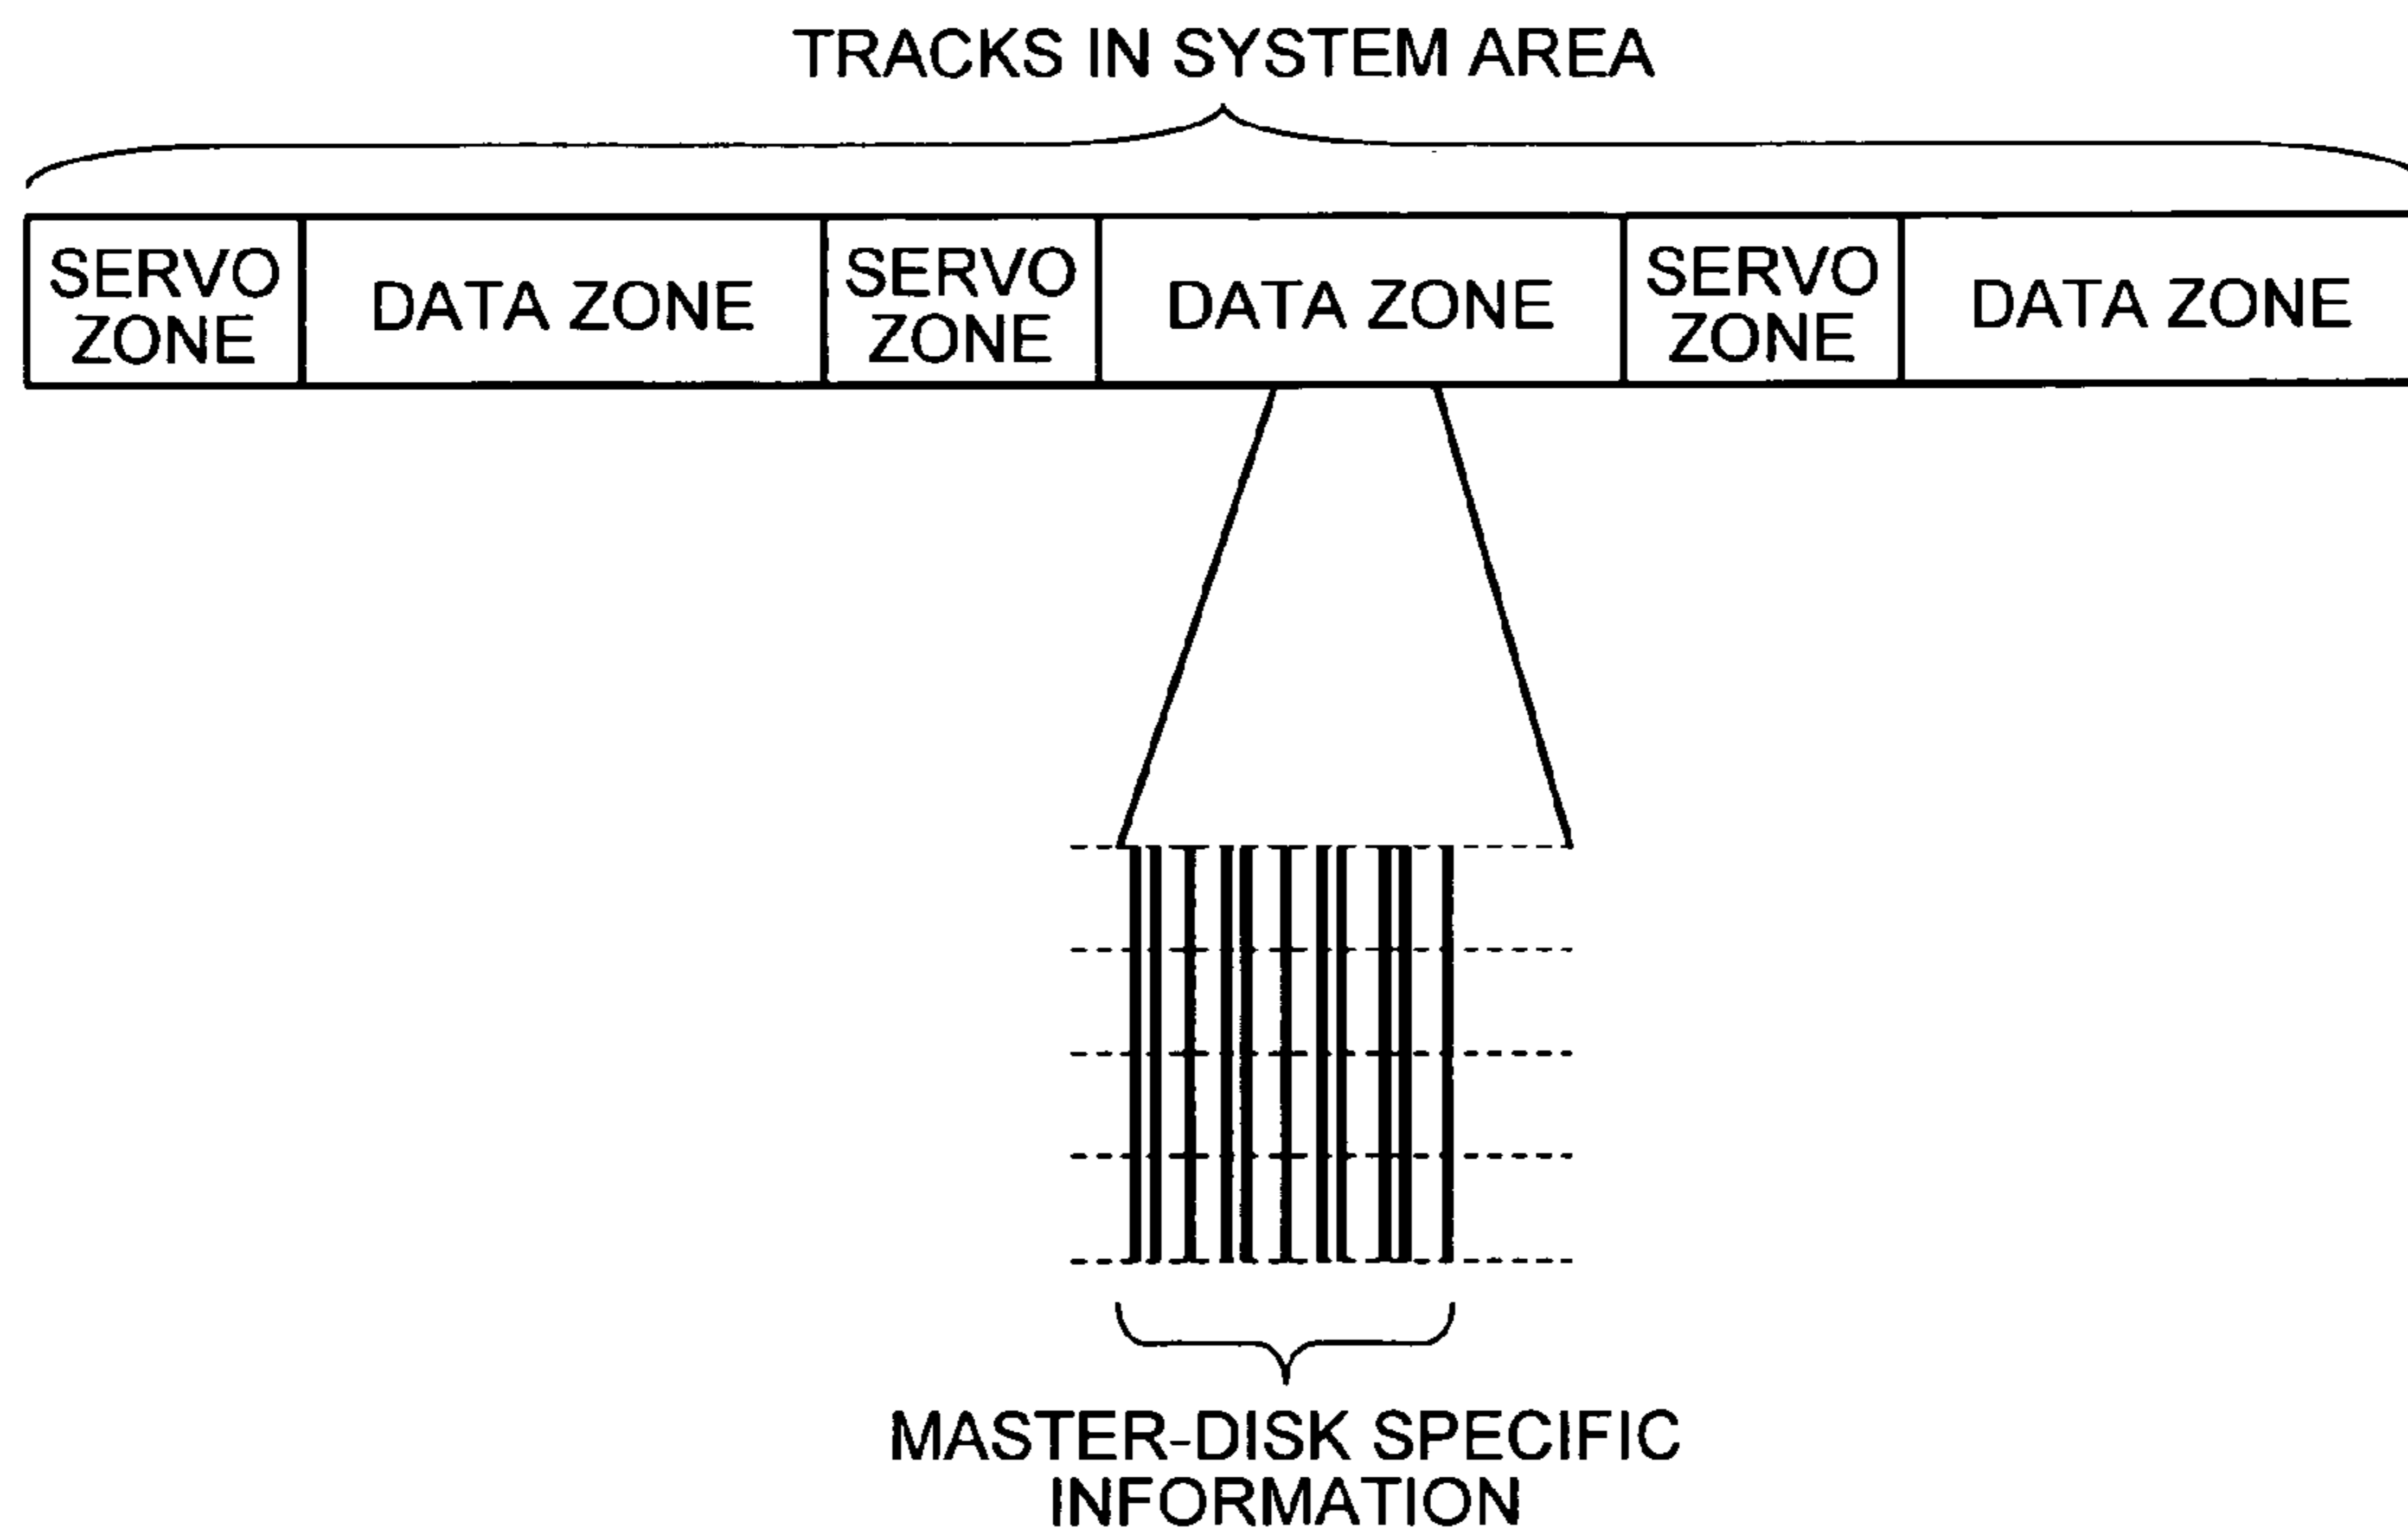 TRACKS IN SYSTEM AREA
SERVO
ZONE
DATA ZONE
SERVO
ZONE
DATA ZONE
SERVO
ZONE
DATA ZONE
MASTER-DISK SPECIFIC
INFORMATION